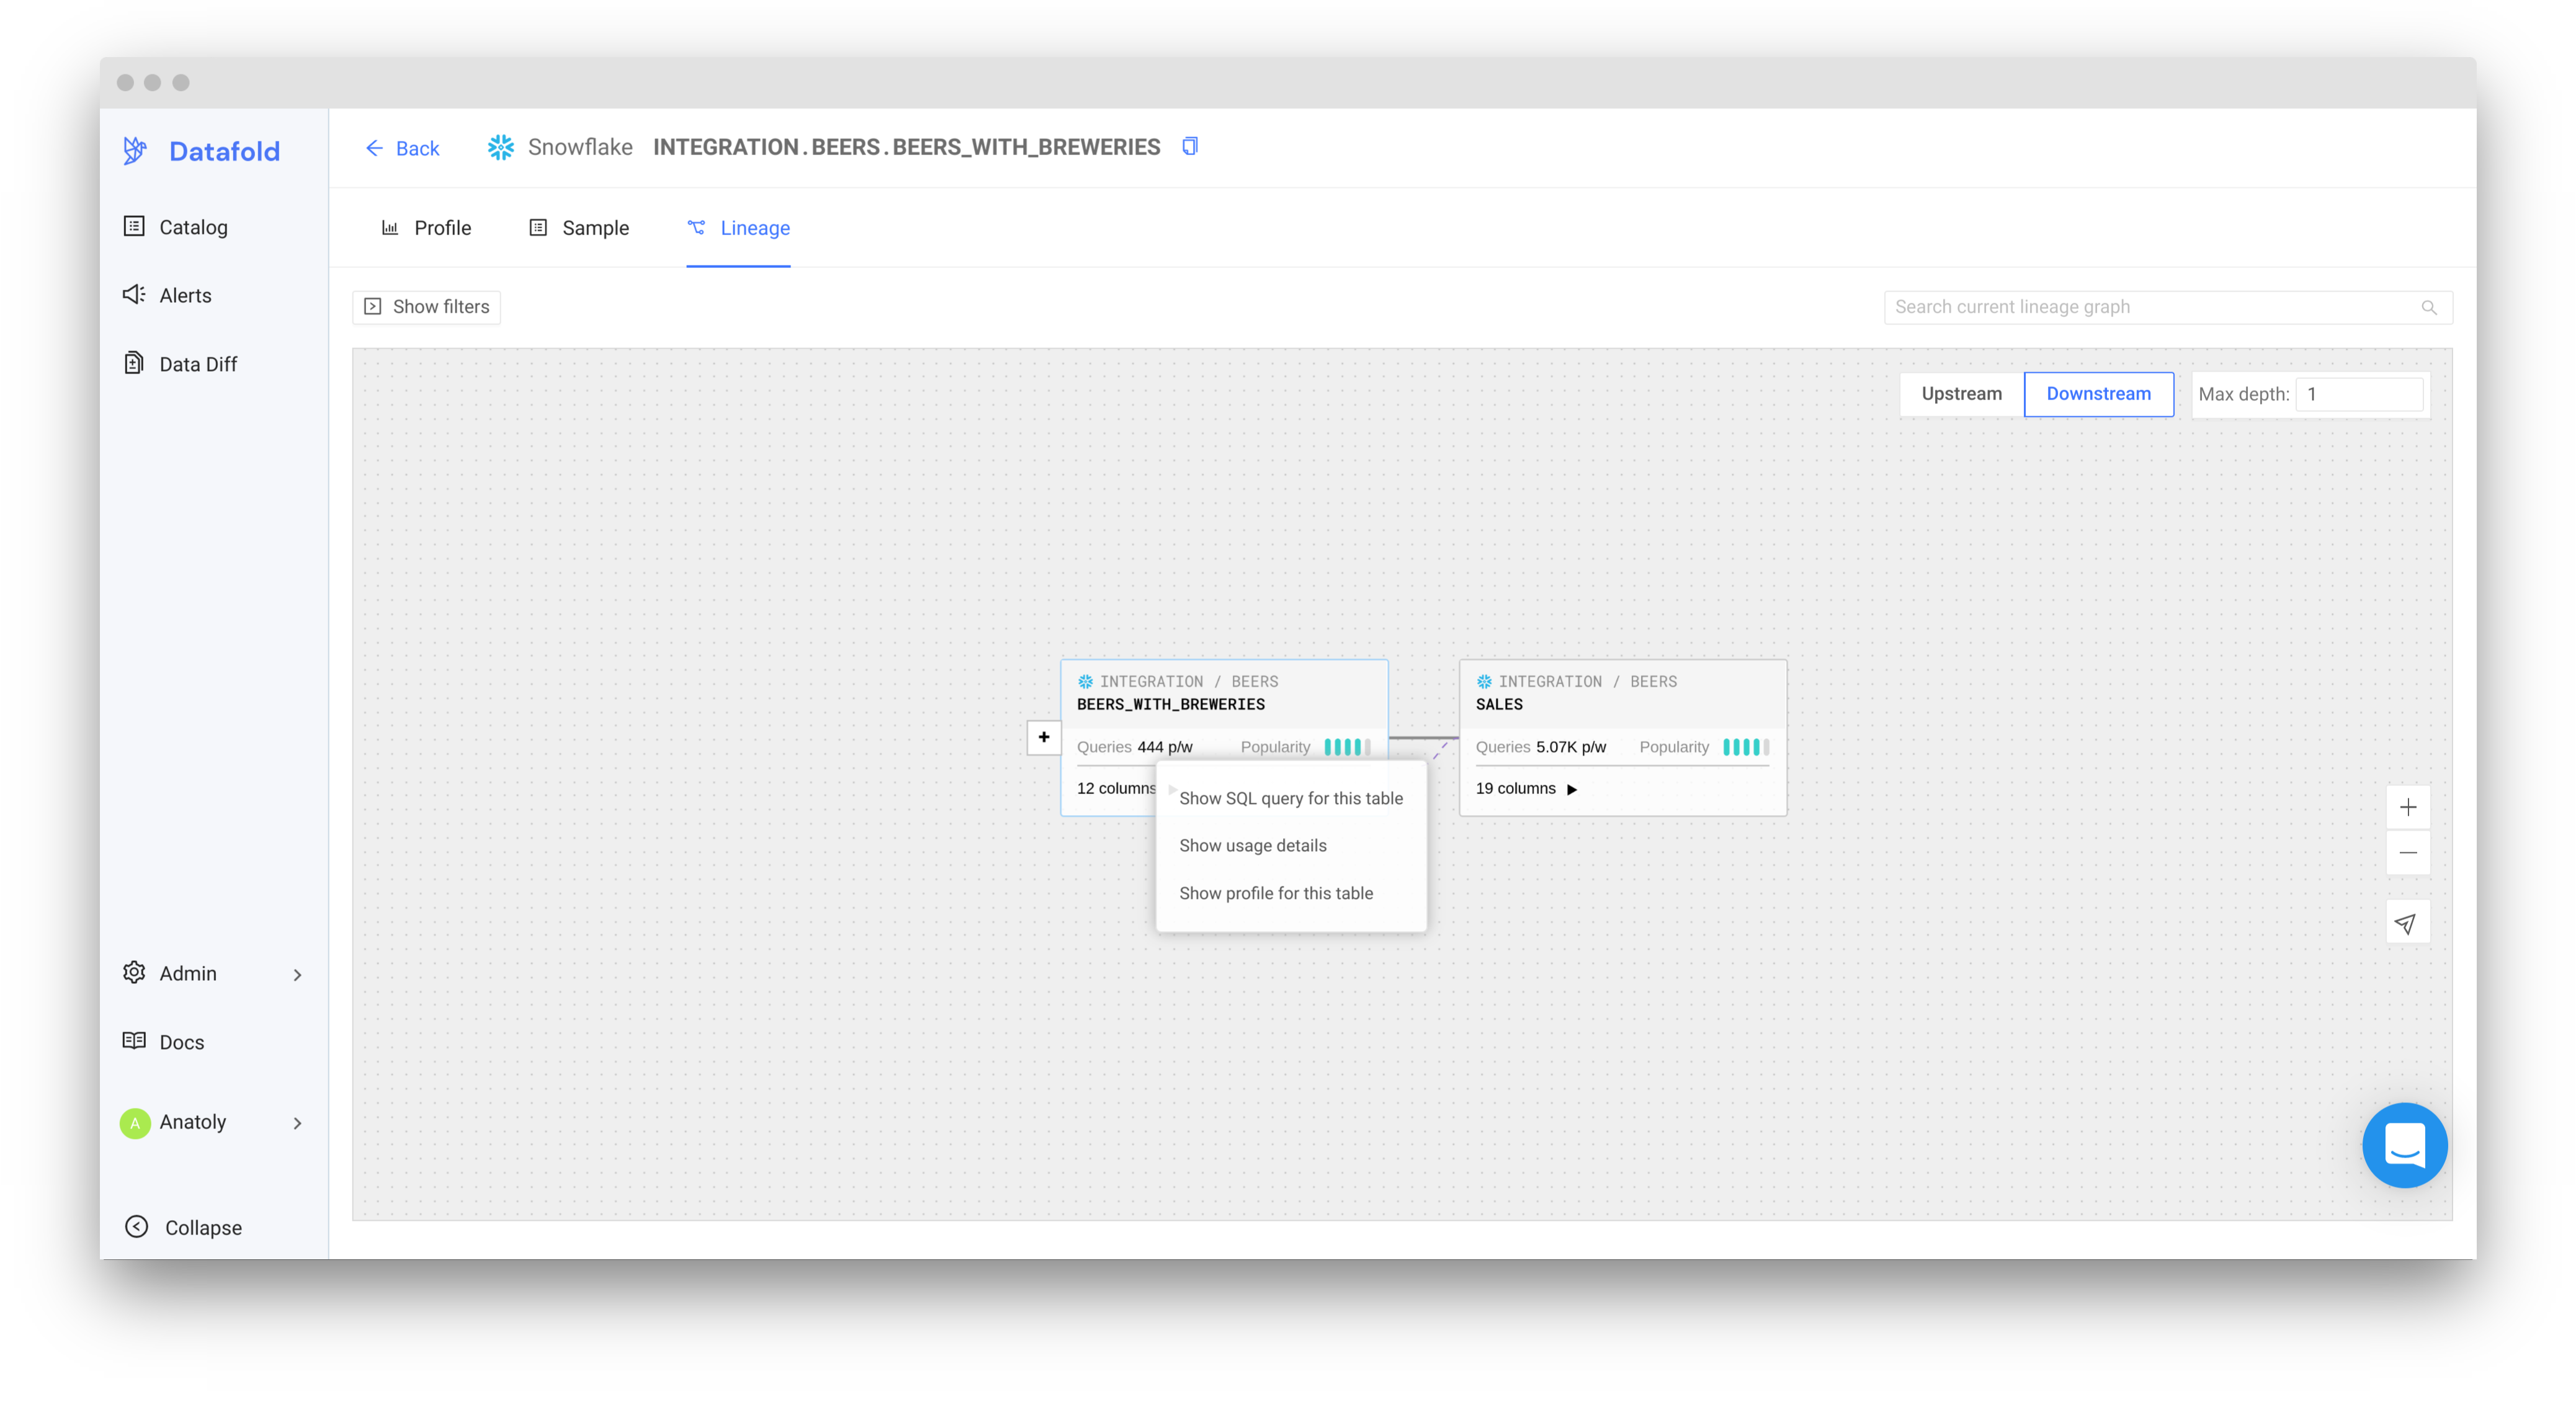 Datafold
Back
Snowflake INTEGRATION.BEERS.BEERS_WITH_BREWERIES
Catalog
Alerts
Data Diff
Profile
Sample
Lineage
Show filters
Search current lineage graph
Upstream
Downstream
Max depth: 1
INTEGRATION / BEERS
BEERS_WITH_BREWERIES
Queries 444 p/w Popularity
12 columns
Show SQL query for this table
Show usage details
Show profile for this table
INTEGRATION / BEERS
SALES
Queries 5.07K p/w Popularity
19 columns
Admin
Docs
A Anatoly
Collapse